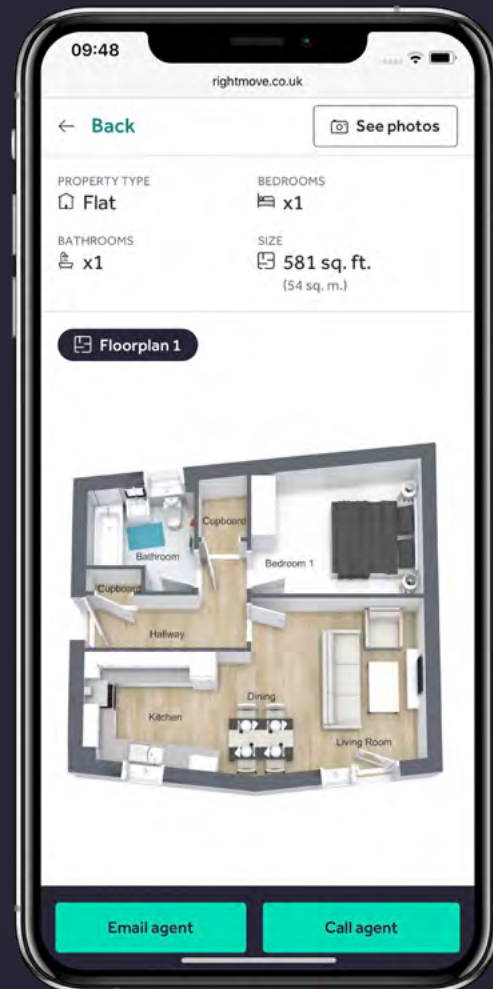 09:48
rightmove.co.uk
← Back
See photos
PROPERTY TYPE
Flat
BEDROOMS
x1
BATHROOMS
x1
SIZE
581 sq. ft.
(54 sq. m.)
Floorplan 1
Cupboard
Bathroom
Bedroom 1
Cupboard
Hallway
Dining
Kitchen
Living Room
Email agent
Call agent